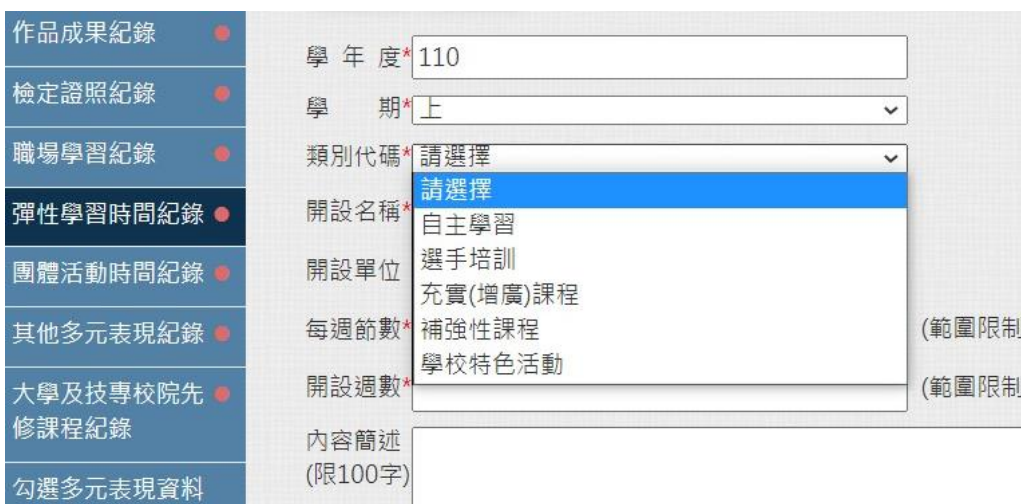 作品成果紀錄
檢定證照紀錄
職場學習紀錄
彈性學習時間紀錄
團體活動時間紀錄
其他多元表現紀錄
大學及技專校院先
修課程紀錄
勾選多元表現資料
學 年 度*110
學 期*上
類別代碼*請選擇
請選擇
開設名稱*
自主學習
選手培訓
開設單位
充實(增廣)課程
每週節數*補強性課程 (範圍限制
學校特色活動
開設週數* (範圍限制
內容簡述
(限100字)